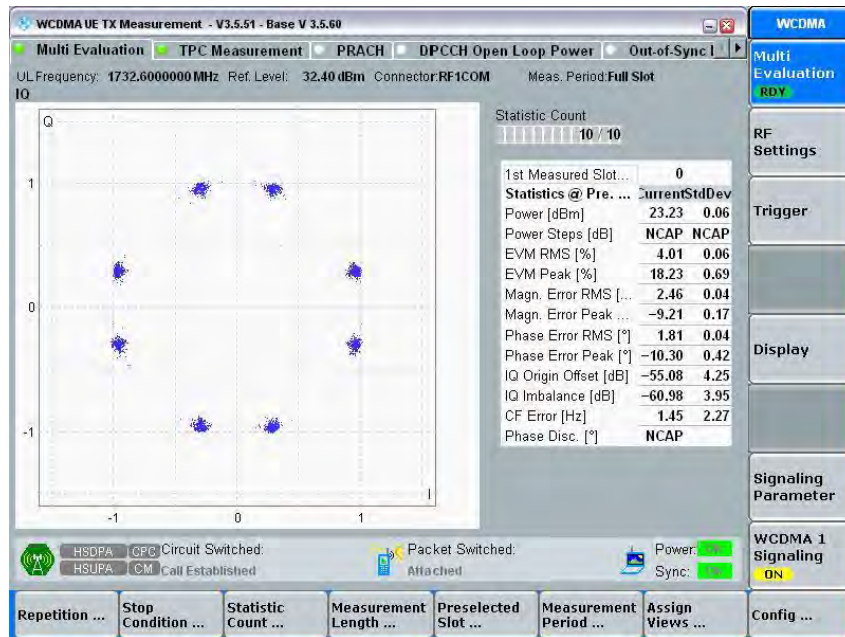 WCDMA UE TX Measurement - V3.5.51 - Base V 3.5.60
WCDMA
Multi Evaluation TPC Measurement PRACH DPCCH Open Loop Power Out-of-Sync
UL Frequency: 1732.6000000 MHz Ref. Level: 32.40 dBm Connector:RF1COM Meas. Period:Full Slot
IQ
Q
1
0
-1
I
-1 0 1
Statistic Count
10 / 10
1st Measured Slot... 0
Statistics @ Pre. ... Current StdDev
Power [dBm] 23.23 0.06
Power Steps [dB] NCAP NCAP
EVM RMS [%] 4.01 0.06
EVM Peak [%] 18.23 0.69
Magn. Error RMS [... 2.46 0.04
Magn. Error Peak ... -9.21 0.17
Phase Error RMS [°] 1.81 0.04
Phase Error Peak [°] -10.30 0.42
IQ Origin Offset [dB] -55.08 4.25
IQ Imbalance [dB] -60.98 3.95
CF Error [Hz] 1.45 2.27
Phase Disc. [°] NCAP
Multi
Evaluation
RDY
RF
Settings
Trigger
Display
Signaling
Parameter
WCDMA 1
Signaling
ON
HSDPA CPC Circuit Switched: Packet Switched: Power:
HSUPA CM Call Established Attached Sync:
Repetition ...
Stop
Condition ...
Statistic
Count ...
Measurement
Length ...
Preselected
Slot ...
Measurement
Period ...
Assign
Views ...
Config ...